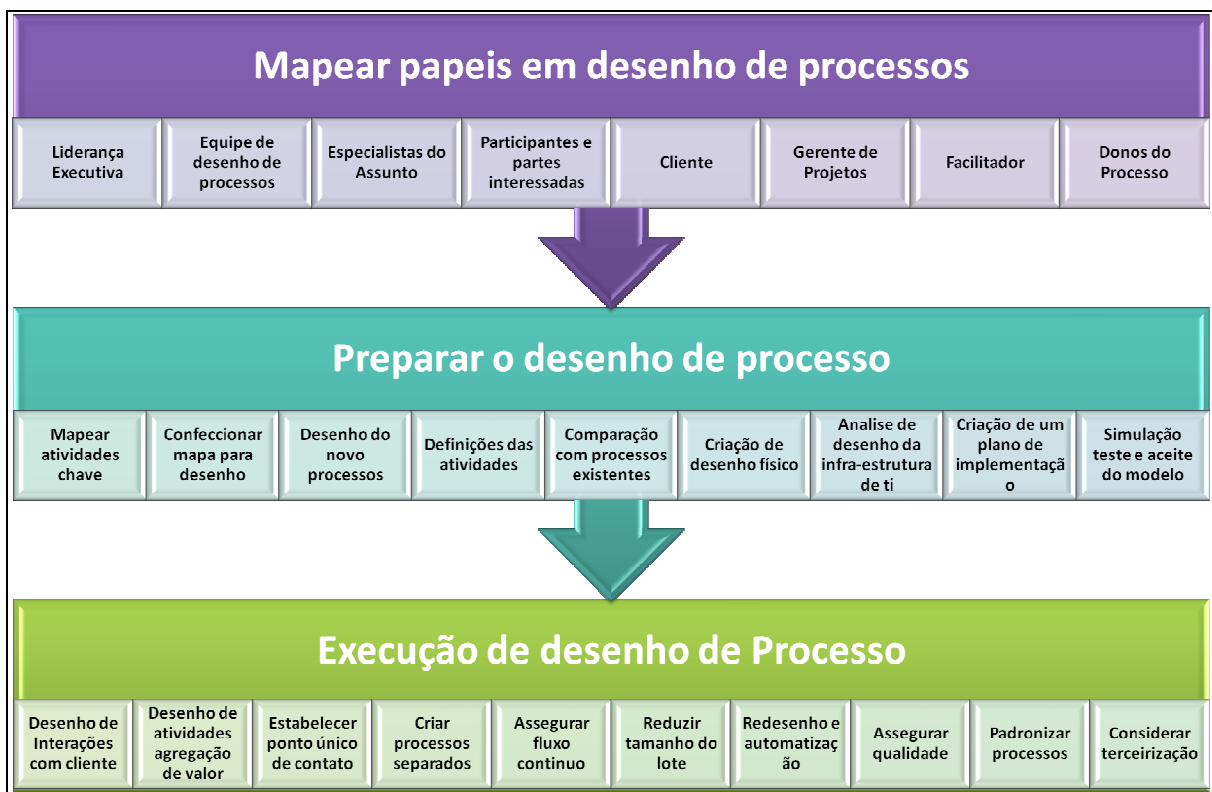 Mapear papeis em desenho de processos
Liderança
Executiva
Equipe de
desenho de
processos
Especialistas do
Assunto
Participantes e
partes
interessadas
Cliente
Gerente de
Projetos
Facilitador
Donos do
Processo
Preparar o desenho de processo
Mapear
atividades
chave
Confeccionar
mapa para
desenho
Desenho do
novo
processos
Definições das
atividades
Comparação
com processos
existentes
Criação de
desenho físico
Analise de
desenho da
infra-estrutura
de ti
Criação de um
plano de
implementaçã
o
Simulação
teste e aceite
do modelo
Execução de desenho de Processo
Desenho de
Interações
com cliente
Desenho de
atividades
agregação
de valor
Estabelecer
ponto único
de contato
Criar
processos
separados
Assegurar
fluxo
continuo
Reduzir
tamanho do
lote
Redesenho e
automatizaç
ão
Assegurar
qualidade
Padronizar
processos
Considerar
terceirização